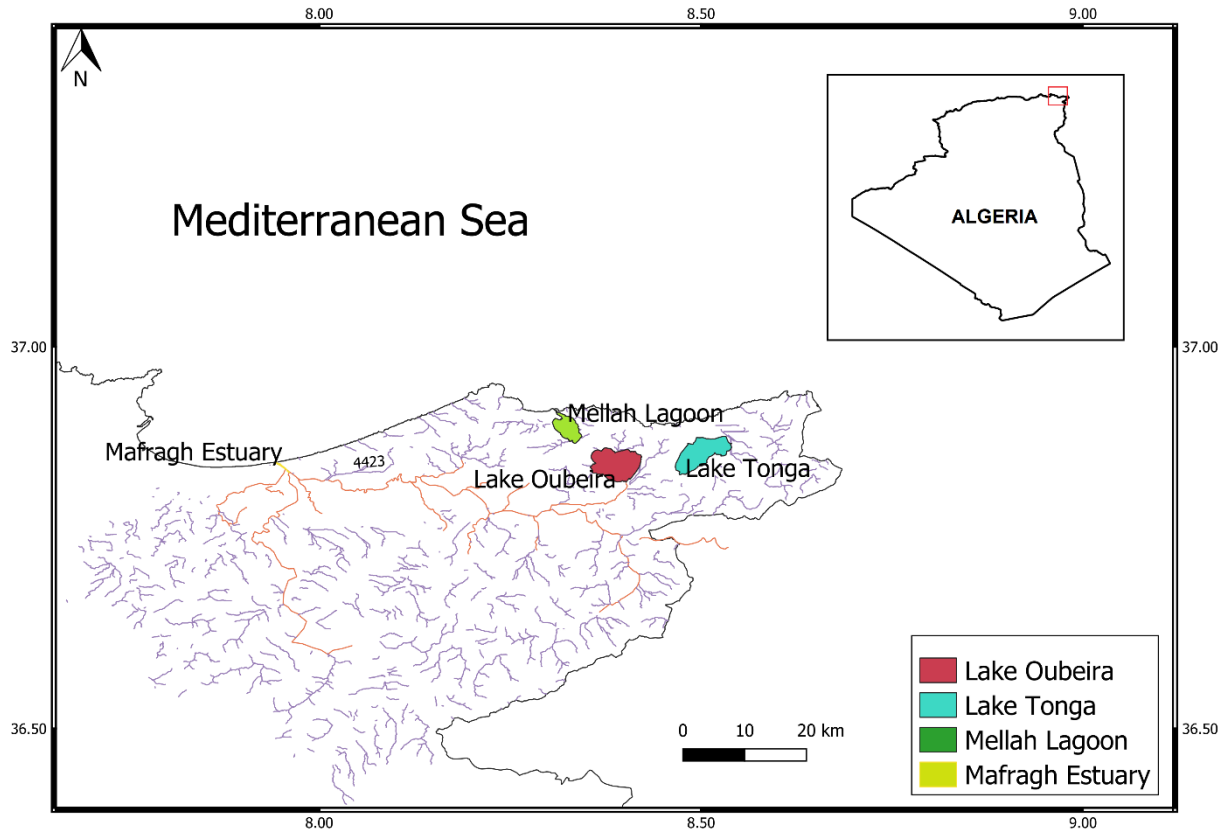 8.00
8.50
9.00
N
ALGERIA
Mediterranean Sea
37.00
37.00
Mellah Lagoon
Mafragh Estuary
4423
Lake Oubeira
Lake Tonga
Lake Oubeira
Lake Tonga
Mellah Lagoon
Mafragh Estuary
0 10 20 km
36.50
36.50
8.00
8.50
9.00